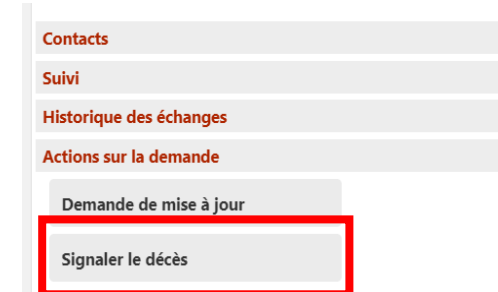 Contacts
Suivi
Historique des échanges
Actions sur la demande
Demande de mise à jour
Signaler le décès